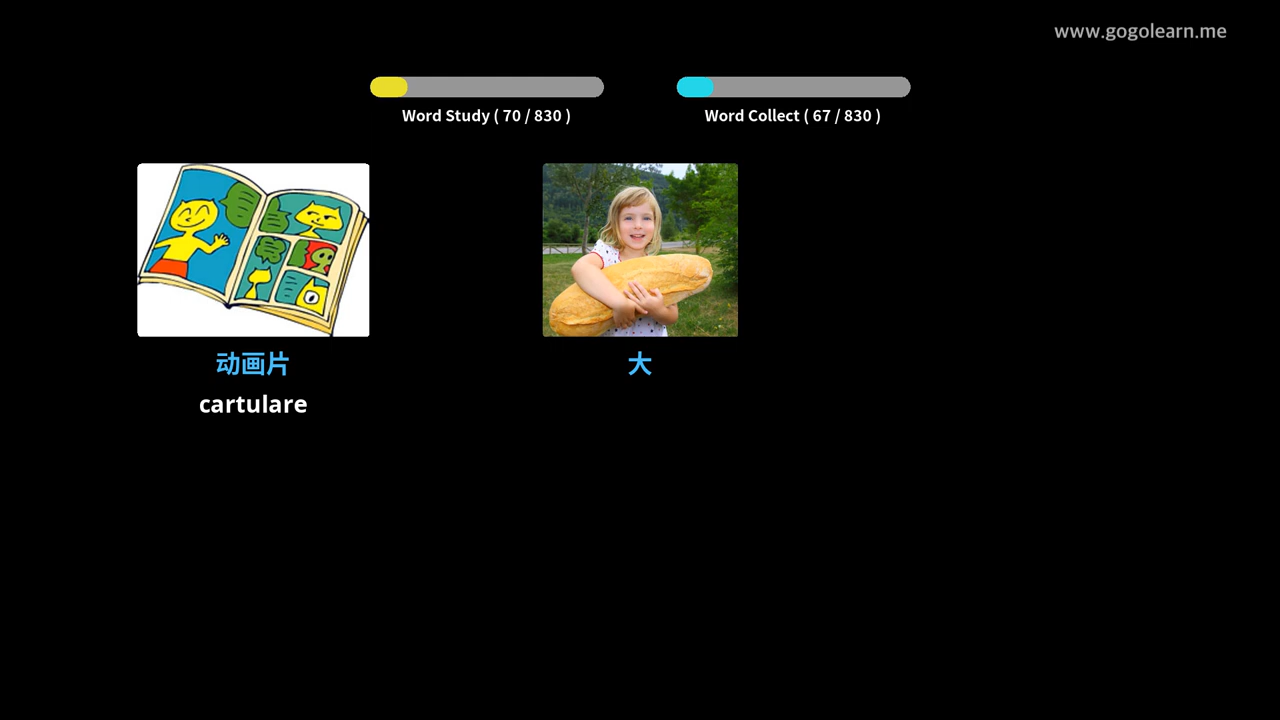 www.gogolearn.me
Word Study ( 70 / 830 )
Word Collect ( 67 / 830 )
动画片
cartulare
大